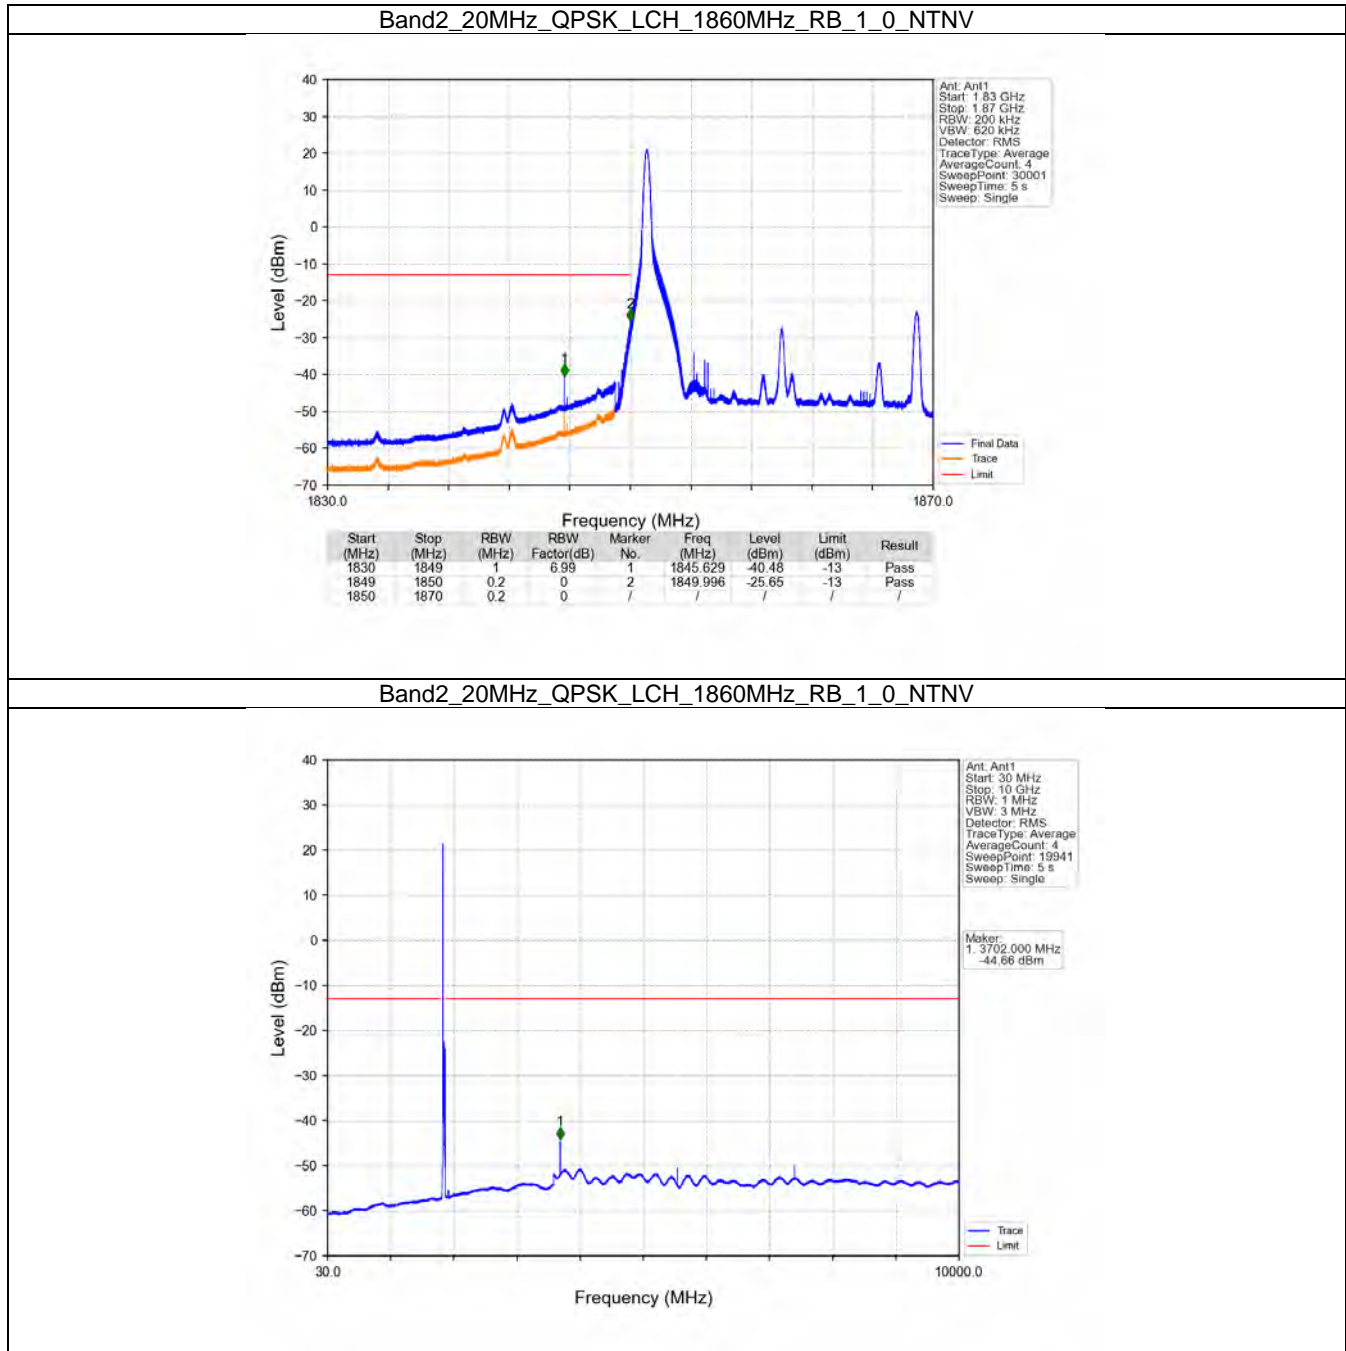 Band2_20MHz_QPSK_LCH_1860MHz_RB_1_0_NTNV
40
30
20
10
0
−10
−20
−30
−40
−50
−60
−70
Level (dBm)
1
2
1830.0
1870.0
Frequency (MHz)
Ant: Ant1
Start: 1.83 GHz
Stop: 1.87 GHz
RBW: 200 kHz
VBW: 620 kHz
Detector: RMS
TraceType: Average
AverageCount: 4
SweepPoint: 30001
SweepTime: 5 s
Sweep: Single
Final Data
Trace
Limit
Start (MHz) Stop (MHz) RBW (MHz) RBW Factor(dB) Marker No. Freq (MHz) Level (dBm) Limit (dBm) Result
1830 1849 1 6.99 1 1845.629 -40.48 -13 Pass
1849 1850 0.2 0 2 1849.996 -25.65 -13 Pass
1850 1870 0.2 0 / / / / /
Band2_20MHz_QPSK_LCH_1860MHz_RB_1_0_NTNV
40
30
20
10
0
−10
−20
−30
−40
−50
−60
−70
Level (dBm)
1
30.0
10000.0
Frequency (MHz)
Ant: Ant1
Start: 30 MHz
Stop: 10 GHz
RBW: 1 MHz
VBW: 3 MHz
Detector: RMS
TraceType: Average
AverageCount: 4
SweepPoint: 19941
SweepTime: 5 s
Sweep: Single
Maker:
1. 3702.000 MHz
-44.66 dBm
Trace
Limit